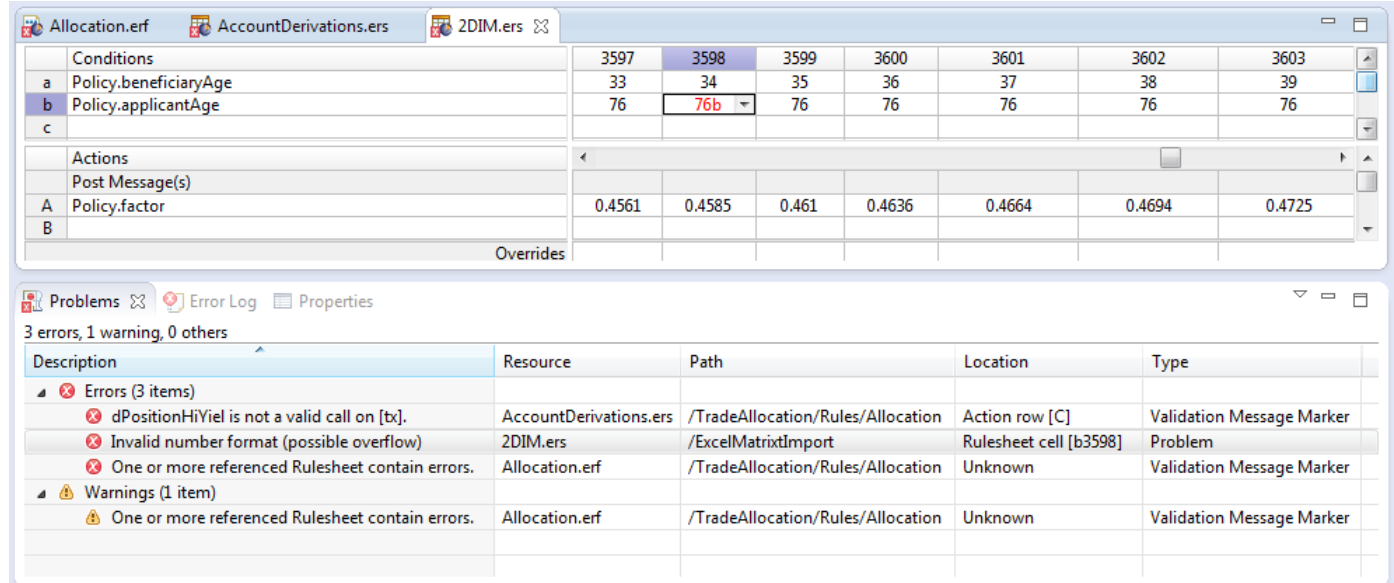 Allocation.erf AccountDerivations.ers 2DIM.ers
Conditions 3597 3598 3599 3600 3601 3602 3603
a Policy.beneficiaryAge 33 34 35 36 37 38 39
b Policy.applicantAge 76 76b 76 76 76 76 76
c
Actions
Post Message(s)
A Policy.factor 0.4561 0.4585 0.461 0.4636 0.4664 0.4694 0.4725
B
Overrides
Problems Error Log Properties
3 errors, 1 warning, 0 others
Description Resource Path Location Type
Errors (3 items)
dPositionHiYiel is not a valid call on [tx]. AccountDerivations.ers /TradeAllocation/Rules/Allocation Action row [C] Validation Message Marker
Invalid number format (possible overflow) 2DIM.ers /ExcelMatrixtImport Rulesheet cell [b3598] Problem
One or more referenced Rulesheet contain errors. Allocation.erf /TradeAllocation/Rules/Allocation Unknown Validation Message Marker
Warnings (1 item)
One or more referenced Rulesheet contain errors. Allocation.erf /TradeAllocation/Rules/Allocation Unknown Validation Message Marker